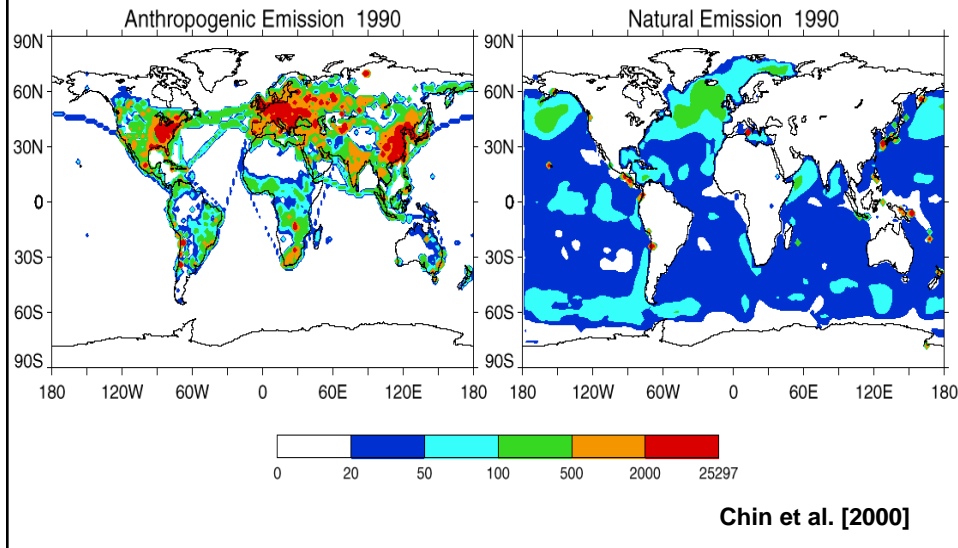 Anthropogenic Emission 1990
90N
60N
30N
0
30S
60S
90S
180 120W 60W 0 60E 120E 180
Natural Emission 1990
90N
60N
30N
0
30S
60S
90S
180 120W 60W 0 60E 120E 180
0 20 50 100 500 2000 25297
Chin et al. [2000]